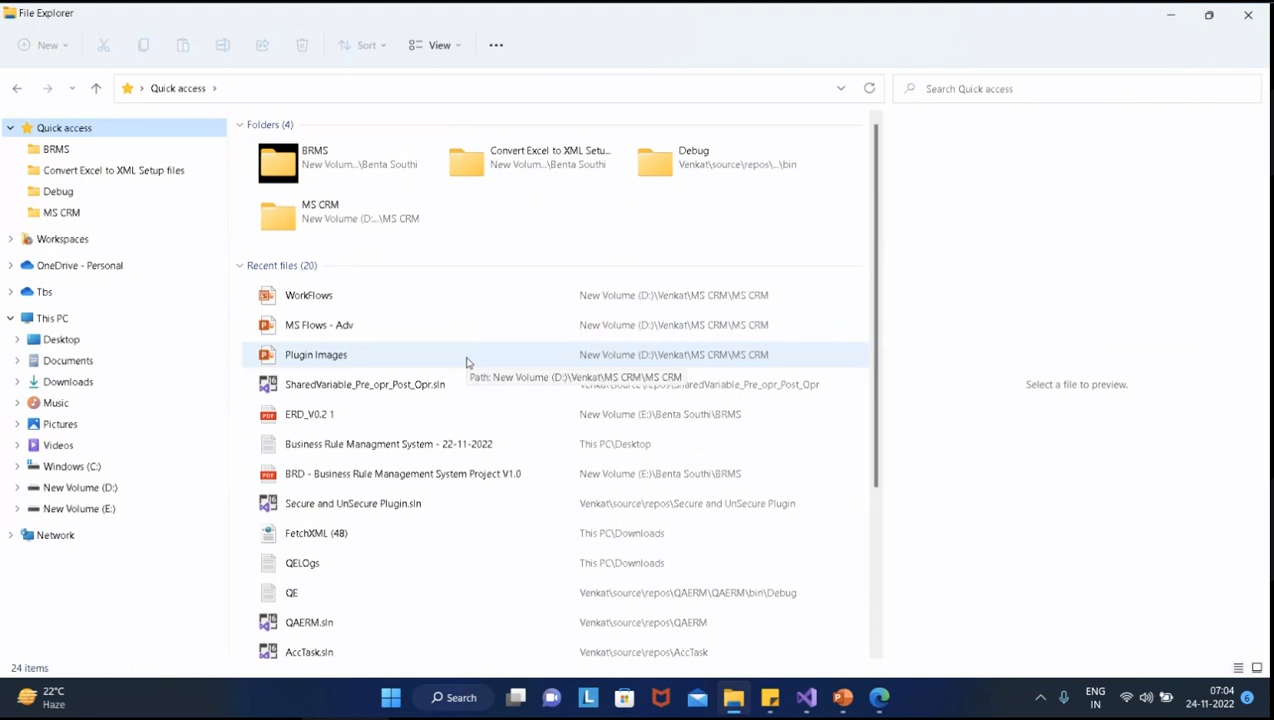 File Explorer
New
Sort
View
Quick access
Search Quick access
Quick access
BRMS
Convert Excel to XML Setup files
Debug
MS CRM
Workspaces
OneDrive - Personal
Tbs
This PC
Desktop
Documents
Downloads
Music
Pictures
Videos
Windows (C:)
New Volume (D:)
New Volume (E:)
Network
Folders (4)
BRMS
New Volum...\Benta Southi
Convert Excel to XML Setu...
New Volum...\Benta Southi
Debug
Venkat\source\repos\...\bin
MS CRM
New Volume (D:...\MS CRM
Recent files (20)
WorkFlows New Volume (D:)\Venkat\MS CRM\MS CRM
MS Flows - Adv New Volume (D:)\Venkat\MS CRM\MS CRM
Plugin Images New Volume (D:)\Venkat\MS CRM\MS CRM
Path: New Volume (D:)\Venkat\MS CRM\MS CRM
SharedVariable_Pre_opr_Post_Opr.sln Venkat\source\repos\SharedVariable_Pre_opr_Post_Opr
ERD_V0.2 1 New Volume (E:)\Benta Southi\BRMS
Business Rule Managment System - 22-11-2022 This PC\Desktop
BRD - Business Rule Management System Project V1.0 New Volume (E:)\Benta Southi\BRMS
Secure and UnSecure Plugin.sln Venkat\source\repos\Secure and UnSecure Plugin
FetchXML (48) This PC\Downloads
QELOgs This PC\Downloads
QE Venkat\source\repos\QAERM\QAERM\bin\Debug
QAERM.sln Venkat\source\repos\QAERM
AccTask.sln Venkat\source\repos\AccTask
Select a file to preview.
24 items
22°C
Haze
Search
ENG
IN
07:04
24-11-2022
6